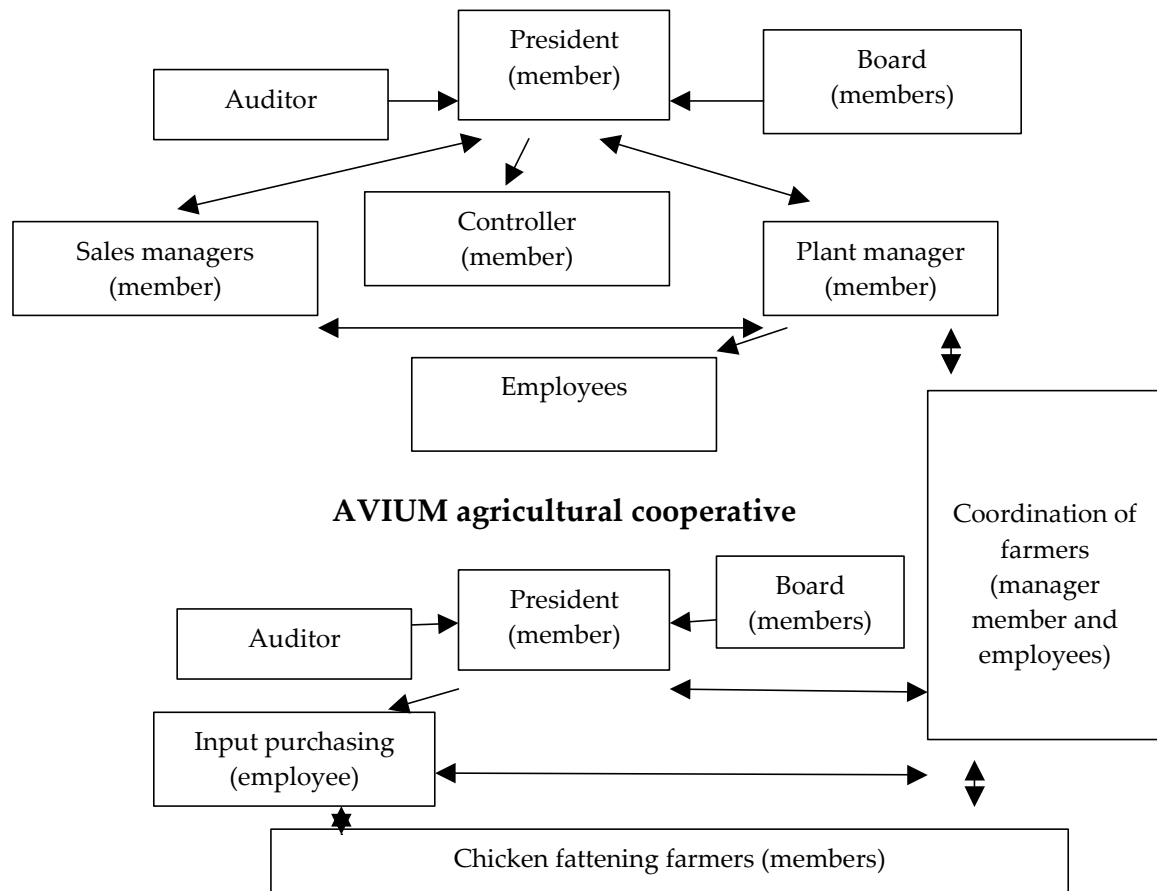 President
(member)
Board
(members)
Auditor
Controller
(member)
Sales managers
(member)
Plant manager
(member)
Employees
AVIUM agricultural cooperative
Coordination of
farmers
(manager
member and
employees)
President
(member)
Board
(members)
Auditor
Input purchasing
(employee)
Chicken fattening farmers (members)